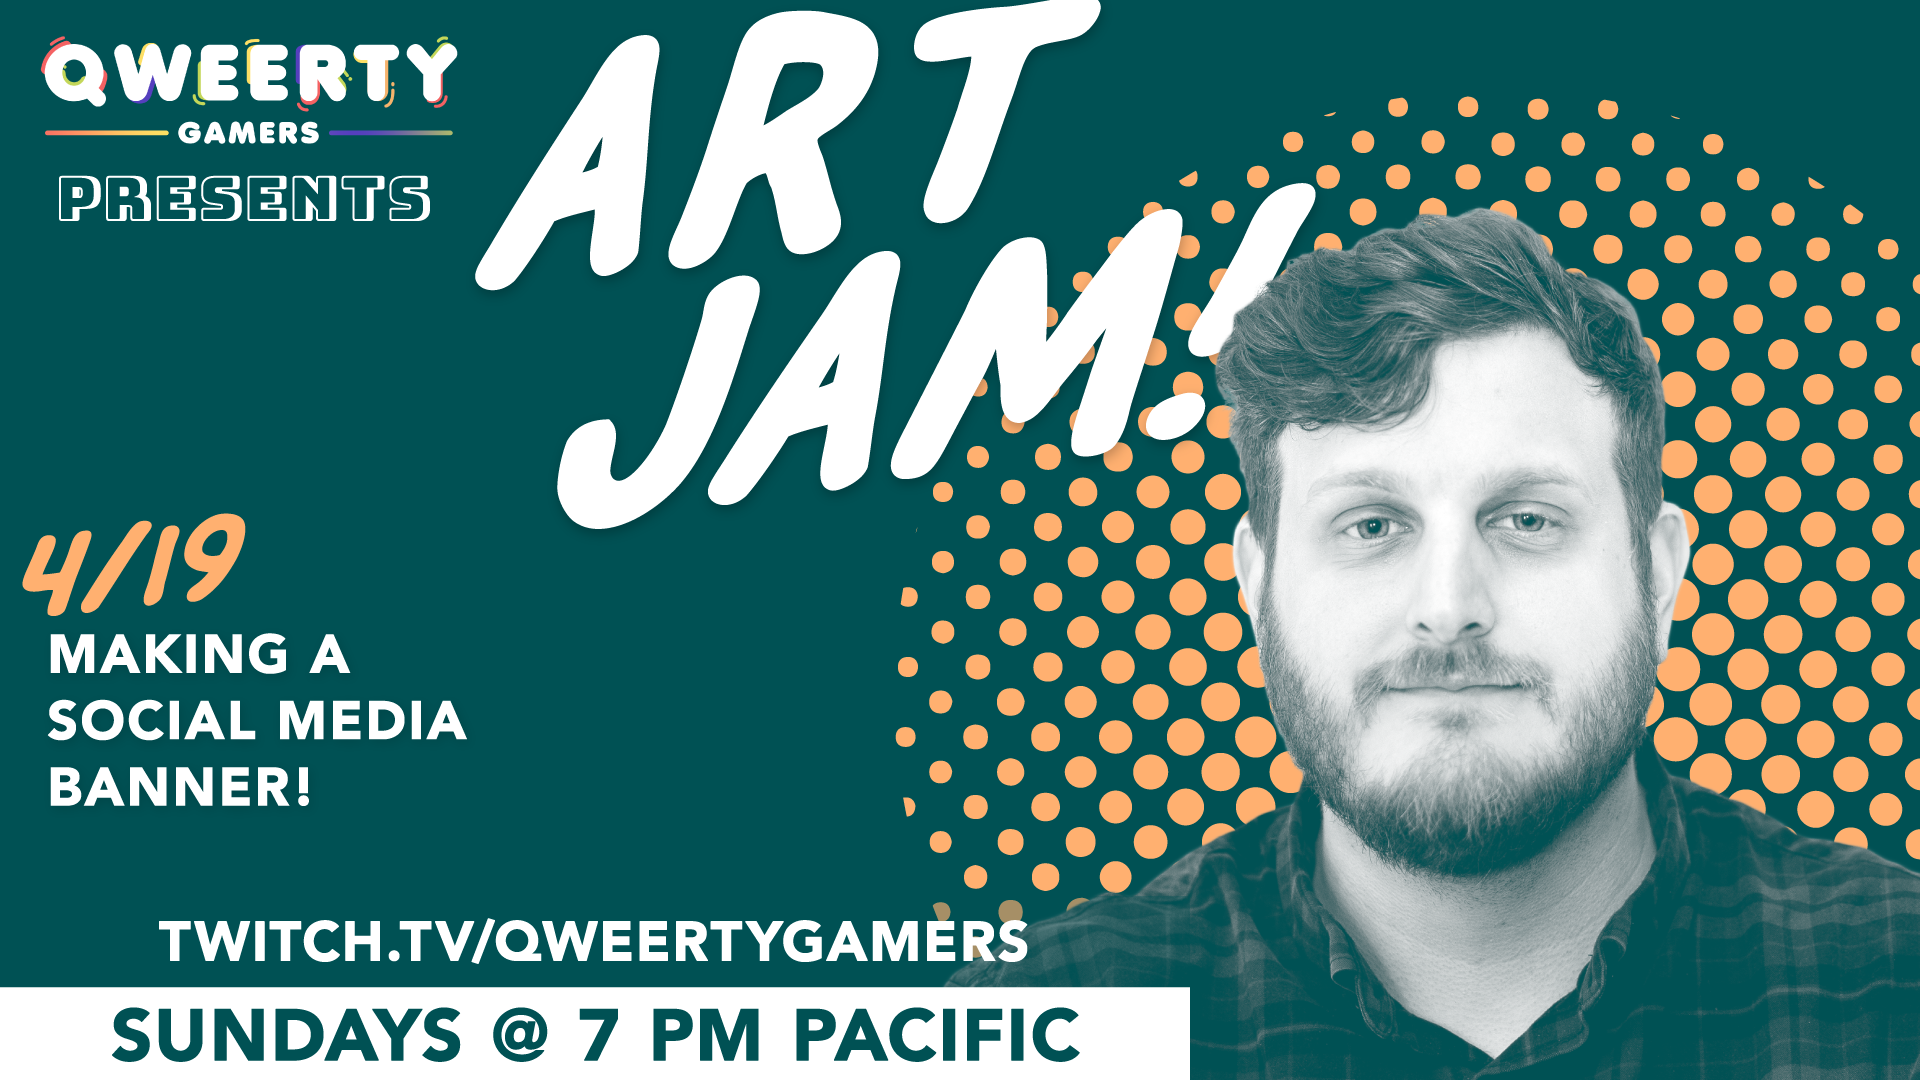 QWEERTY
GAMERS
PRESENTS
ART
JAM!
4/19
MAKING A
SOCIAL MEDIA
BANNER!
TWITCH.TV/QWEERTYGAMERS
SUNDAYS @ 7 PM PACIFIC